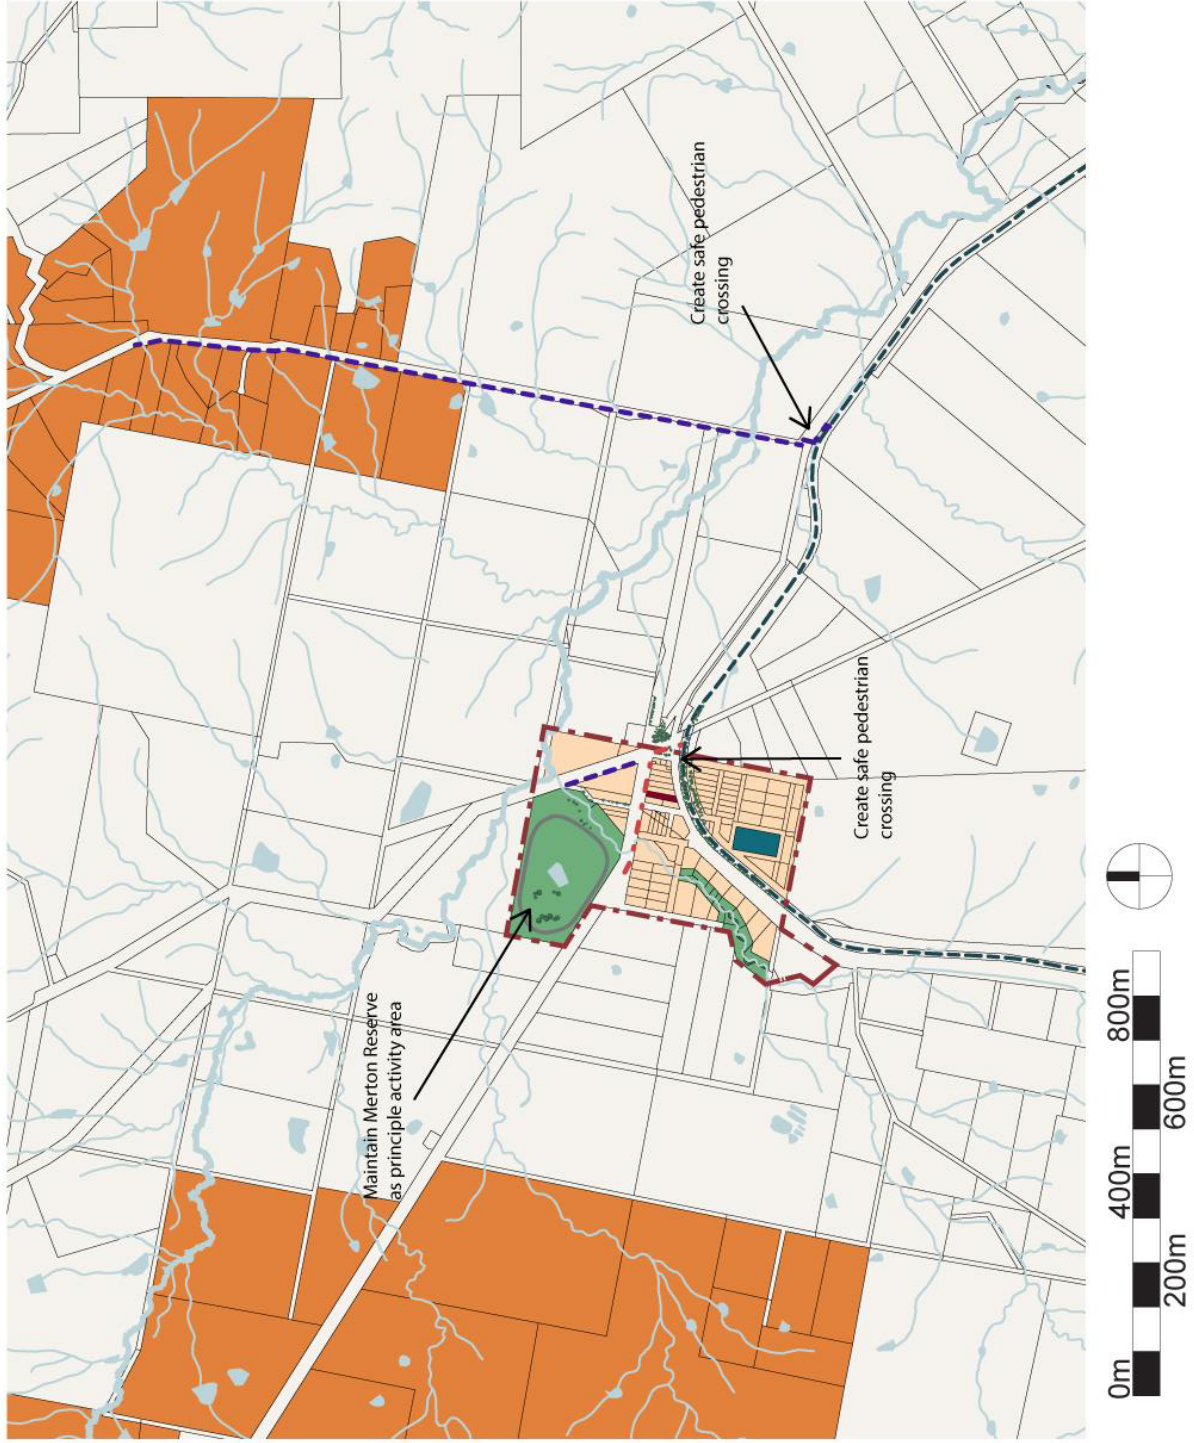 Create safe pedestrian
crossing
Create safe pedestrian
crossing
Maintain Merton Reserve
as principle activity area
0m
200m
400m
600m
800m